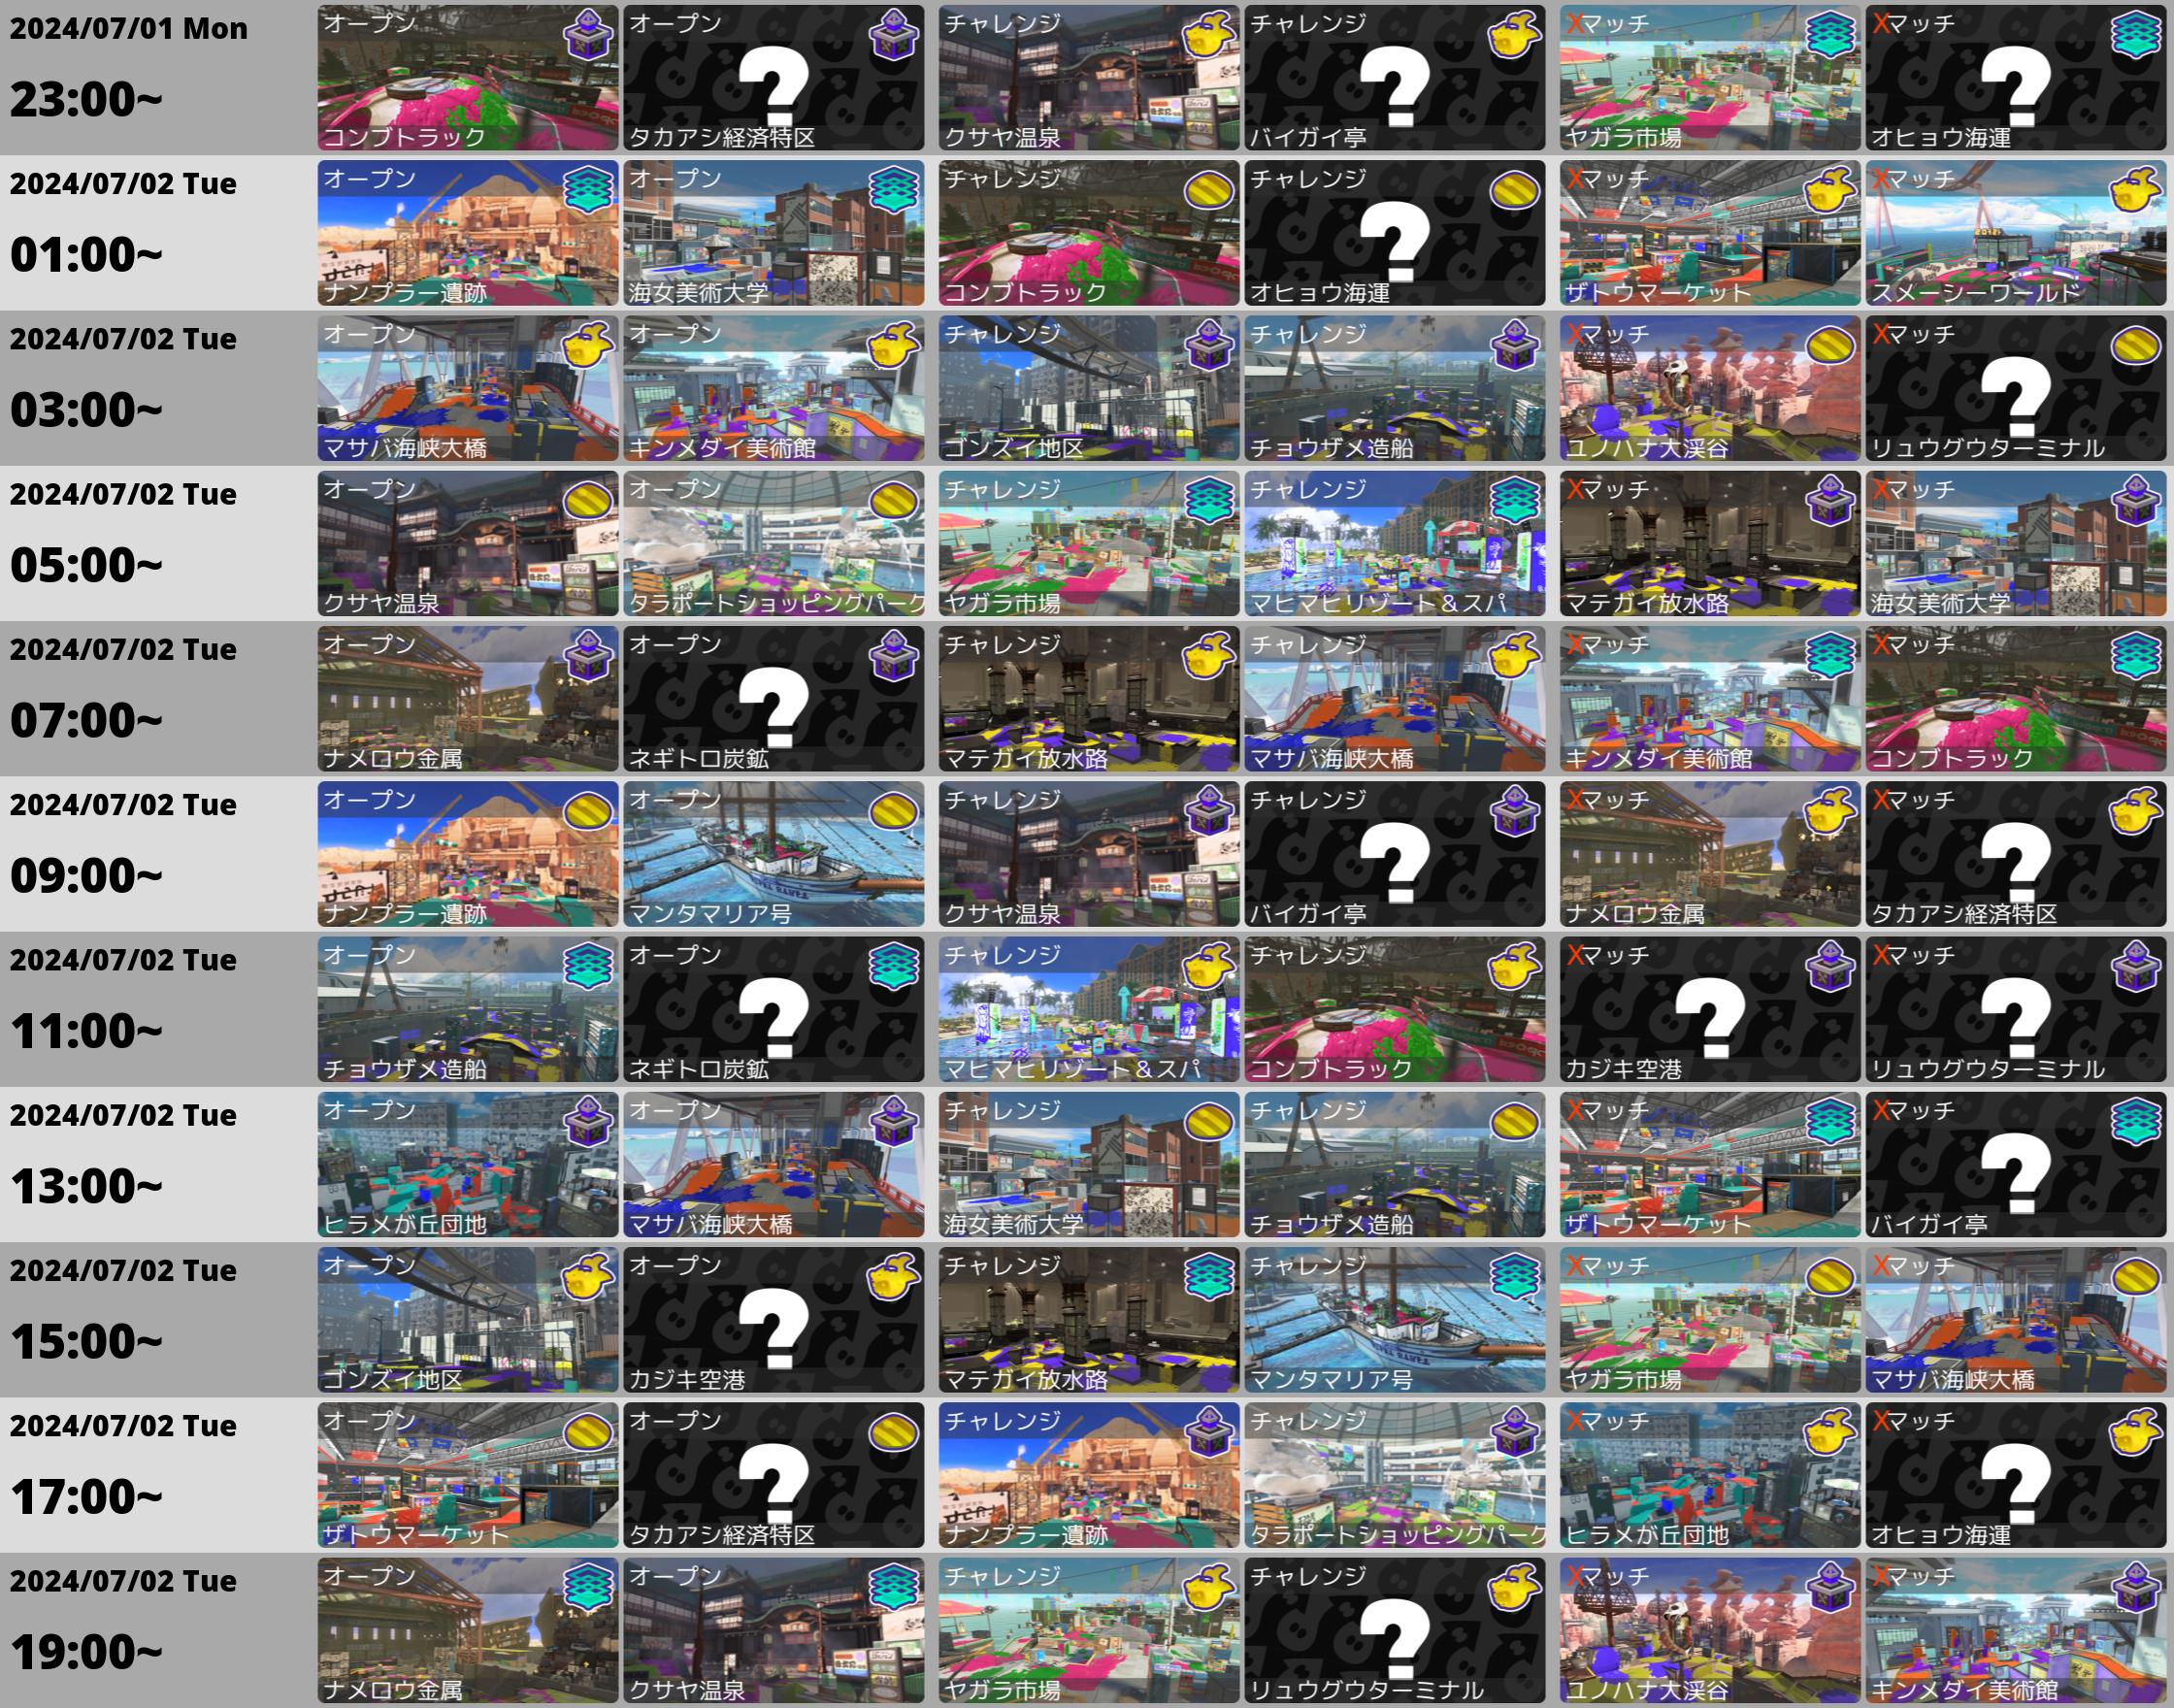 2024/07/01 Mon
23:00~
オープン
コンブトラック
オープン
タカアシ経済特区
チャレンジ
クサヤ温泉
チャレンジ
バイガイ亭
Xマッチ
ヤガラ市場
Xマッチ
オヒョウ海運
2024/07/02 Tue
01:00~
オープン
ナンプラー遺跡
オープン
海女美術大学
チャレンジ
コンブトラック
チャレンジ
オヒョウ海運
Xマッチ
ザトウマーケット
Xマッチ
スメーシーワールド
2024/07/02 Tue
03:00~
オープン
マサバ海峡大橋
オープン
キンメダイ美術館
チャレンジ
ゴンズイ地区
チャレンジ
チョウザメ造船
Xマッチ
ユノハナ大渓谷
Xマッチ
リュウグウターミナル
2024/07/02 Tue
05:00~
オープン
クサヤ温泉
オープン
タラポートショッピングパーク
チャレンジ
ヤガラ市場
チャレンジ
マヒマヒリゾート＆スパ
Xマッチ
マテガイ放水路
Xマッチ
海女美術大学
2024/07/02 Tue
07:00~
オープン
ナメロウ金属
オープン
ネギトロ炭鉱
チャレンジ
マテガイ放水路
チャレンジ
マサバ海峡大橋
Xマッチ
キンメダイ美術館
Xマッチ
コンブトラック
2024/07/02 Tue
09:00~
オープン
ナンプラー遺跡
オープン
マンタマリア号
チャレンジ
クサヤ温泉
チャレンジ
バイガイ亭
Xマッチ
ナメロウ金属
Xマッチ
タカアシ経済特区
2024/07/02 Tue
11:00~
オープン
チョウザメ造船
オープン
ネギトロ炭鉱
チャレンジ
マヒマヒリゾート＆スパ
チャレンジ
コンブトラック
Xマッチ
カジキ空港
Xマッチ
リュウグウターミナル
2024/07/02 Tue
13:00~
オープン
ヒラメが丘団地
オープン
マサバ海峡大橋
チャレンジ
海女美術大学
チャレンジ
チョウザメ造船
Xマッチ
ザトウマーケット
Xマッチ
バイガイ亭
2024/07/02 Tue
15:00~
オープン
ゴンズイ地区
オープン
カジキ空港
チャレンジ
マテガイ放水路
チャレンジ
マンタマリア号
Xマッチ
ヤガラ市場
Xマッチ
マサバ海峡大橋
2024/07/02 Tue
17:00~
オープン
ザトウマーケット
オープン
タカアシ経済特区
チャレンジ
ナンプラー遺跡
チャレンジ
タラポートショッピングパーク
Xマッチ
ヒラメが丘団地
Xマッチ
オヒョウ海運
2024/07/02 Tue
19:00~
オープン
ナメロウ金属
オープン
クサヤ温泉
チャレンジ
ヤガラ市場
チャレンジ
リュウグウターミナル
Xマッチ
ユノハナ大渓谷
Xマッチ
キンメダイ美術館